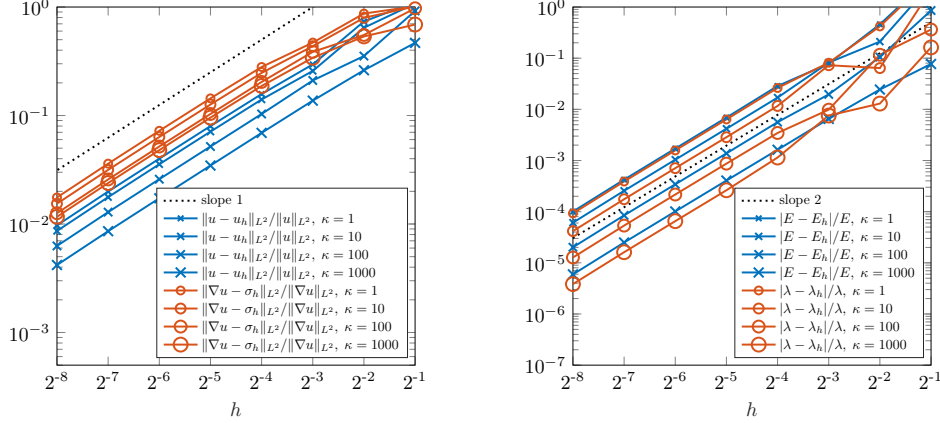 10^0
10^-1
10^-2
10^-3
2^-8 2^-7 2^-6 2^-5 2^-4 2^-3 2^-2 2^-1
h
slope 1
‖u − u_h‖_{L^2}/‖u‖_{L^2}, κ = 1
‖u − u_h‖_{L^2}/‖u‖_{L^2}, κ = 10
‖u − u_h‖_{L^2}/‖u‖_{L^2}, κ = 100
‖u − u_h‖_{L^2}/‖u‖_{L^2}, κ = 1000
‖∇u − σ_h‖_{L^2}/‖∇u‖_{L^2}, κ = 1
‖∇u − σ_h‖_{L^2}/‖∇u‖_{L^2}, κ = 10
‖∇u − σ_h‖_{L^2}/‖∇u‖_{L^2}, κ = 100
‖∇u − σ_h‖_{L^2}/‖∇u‖_{L^2}, κ = 1000
10^0
10^-1
10^-2
10^-3
10^-4
10^-5
10^-6
10^-7
2^-8 2^-7 2^-6 2^-5 2^-4 2^-3 2^-2 2^-1
h
slope 2
|E − E_h|/E, κ = 1
|E − E_h|/E, κ = 10
|E − E_h|/E, κ = 100
|E − E_h|/E, κ = 1000
|λ − λ_h|/λ, κ = 1
|λ − λ_h|/λ, κ = 10
|λ − λ_h|/λ, κ = 100
|λ − λ_h|/λ, κ = 1000